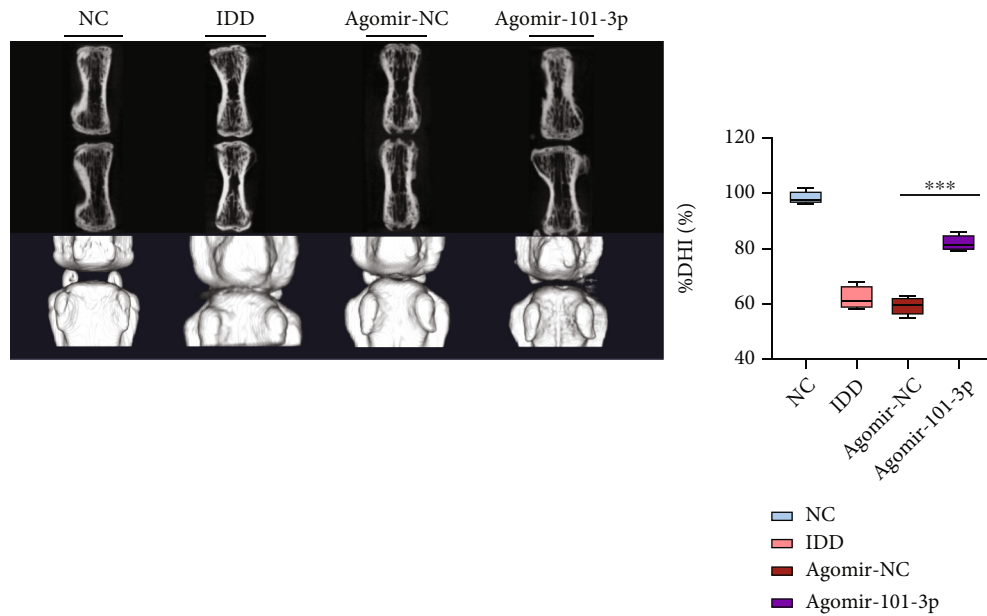 NC IDD Agomir-NC Agomir-101-3p
120
100
80
60
40
%DHI (%)
***
NC IDD Agomir-NC Agomir-101-3p
NC
IDD
Agomir-NC
Agomir-101-3p